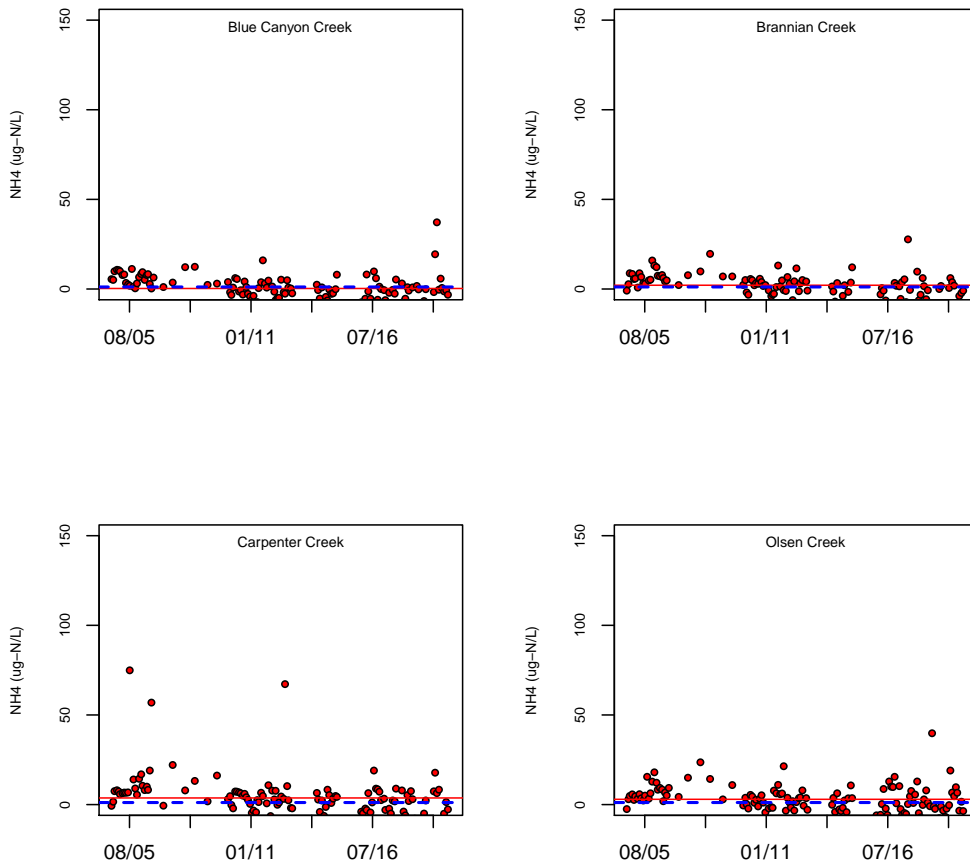 Blue Canyon Creek
NH4 (ug−N/L)
150
100
50
0
08/05 01/11 07/16
Brannian Creek
NH4 (ug−N/L)
150
100
50
0
08/05 01/11 07/16
Carpenter Creek
NH4 (ug−N/L)
150
100
50
0
08/05 01/11 07/16
Olsen Creek
NH4 (ug−N/L)
150
100
50
0
08/05 01/11 07/16